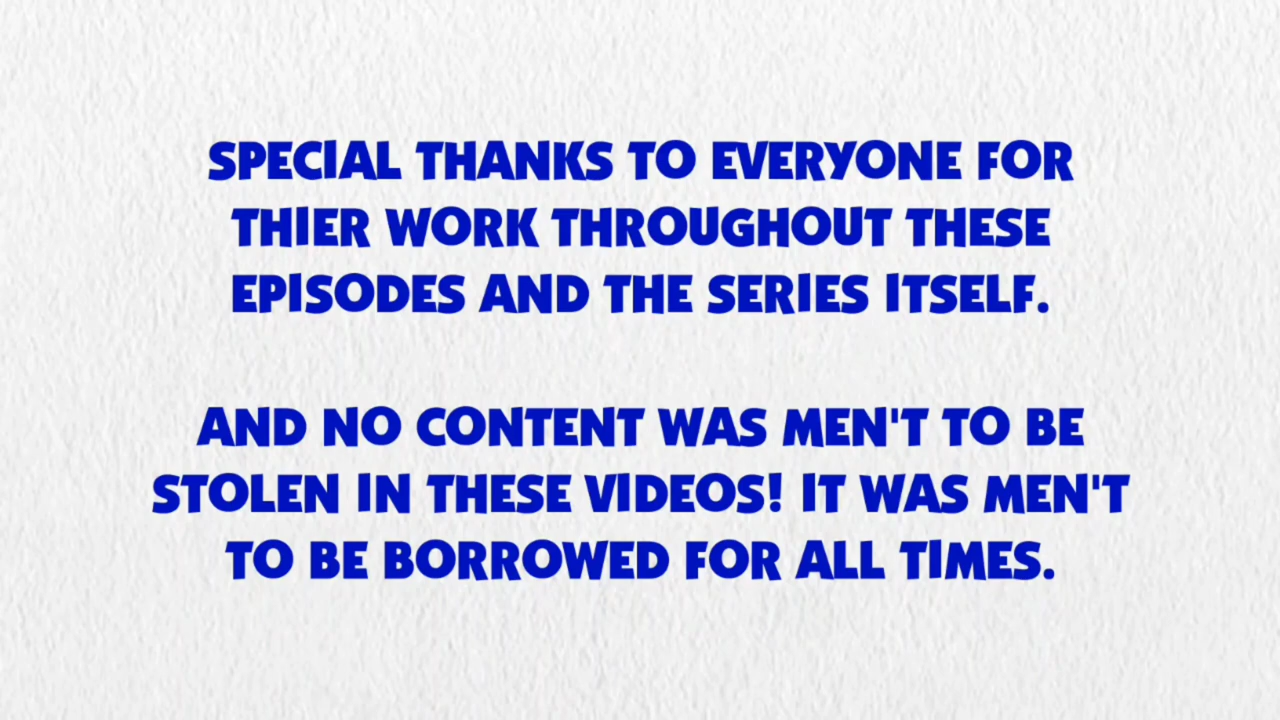 SPECIAL THANKS TO EVERYONE FOR
THIER WORK THROUGHOUT THESE
EPISODES AND THE SERIES ITSELF.
AND NO CONTENT WAS MEN'T TO BE
STOLEN IN THESE VIDEOS! IT WAS MEN'T
TO BE BORROWED FOR ALL TIMES.